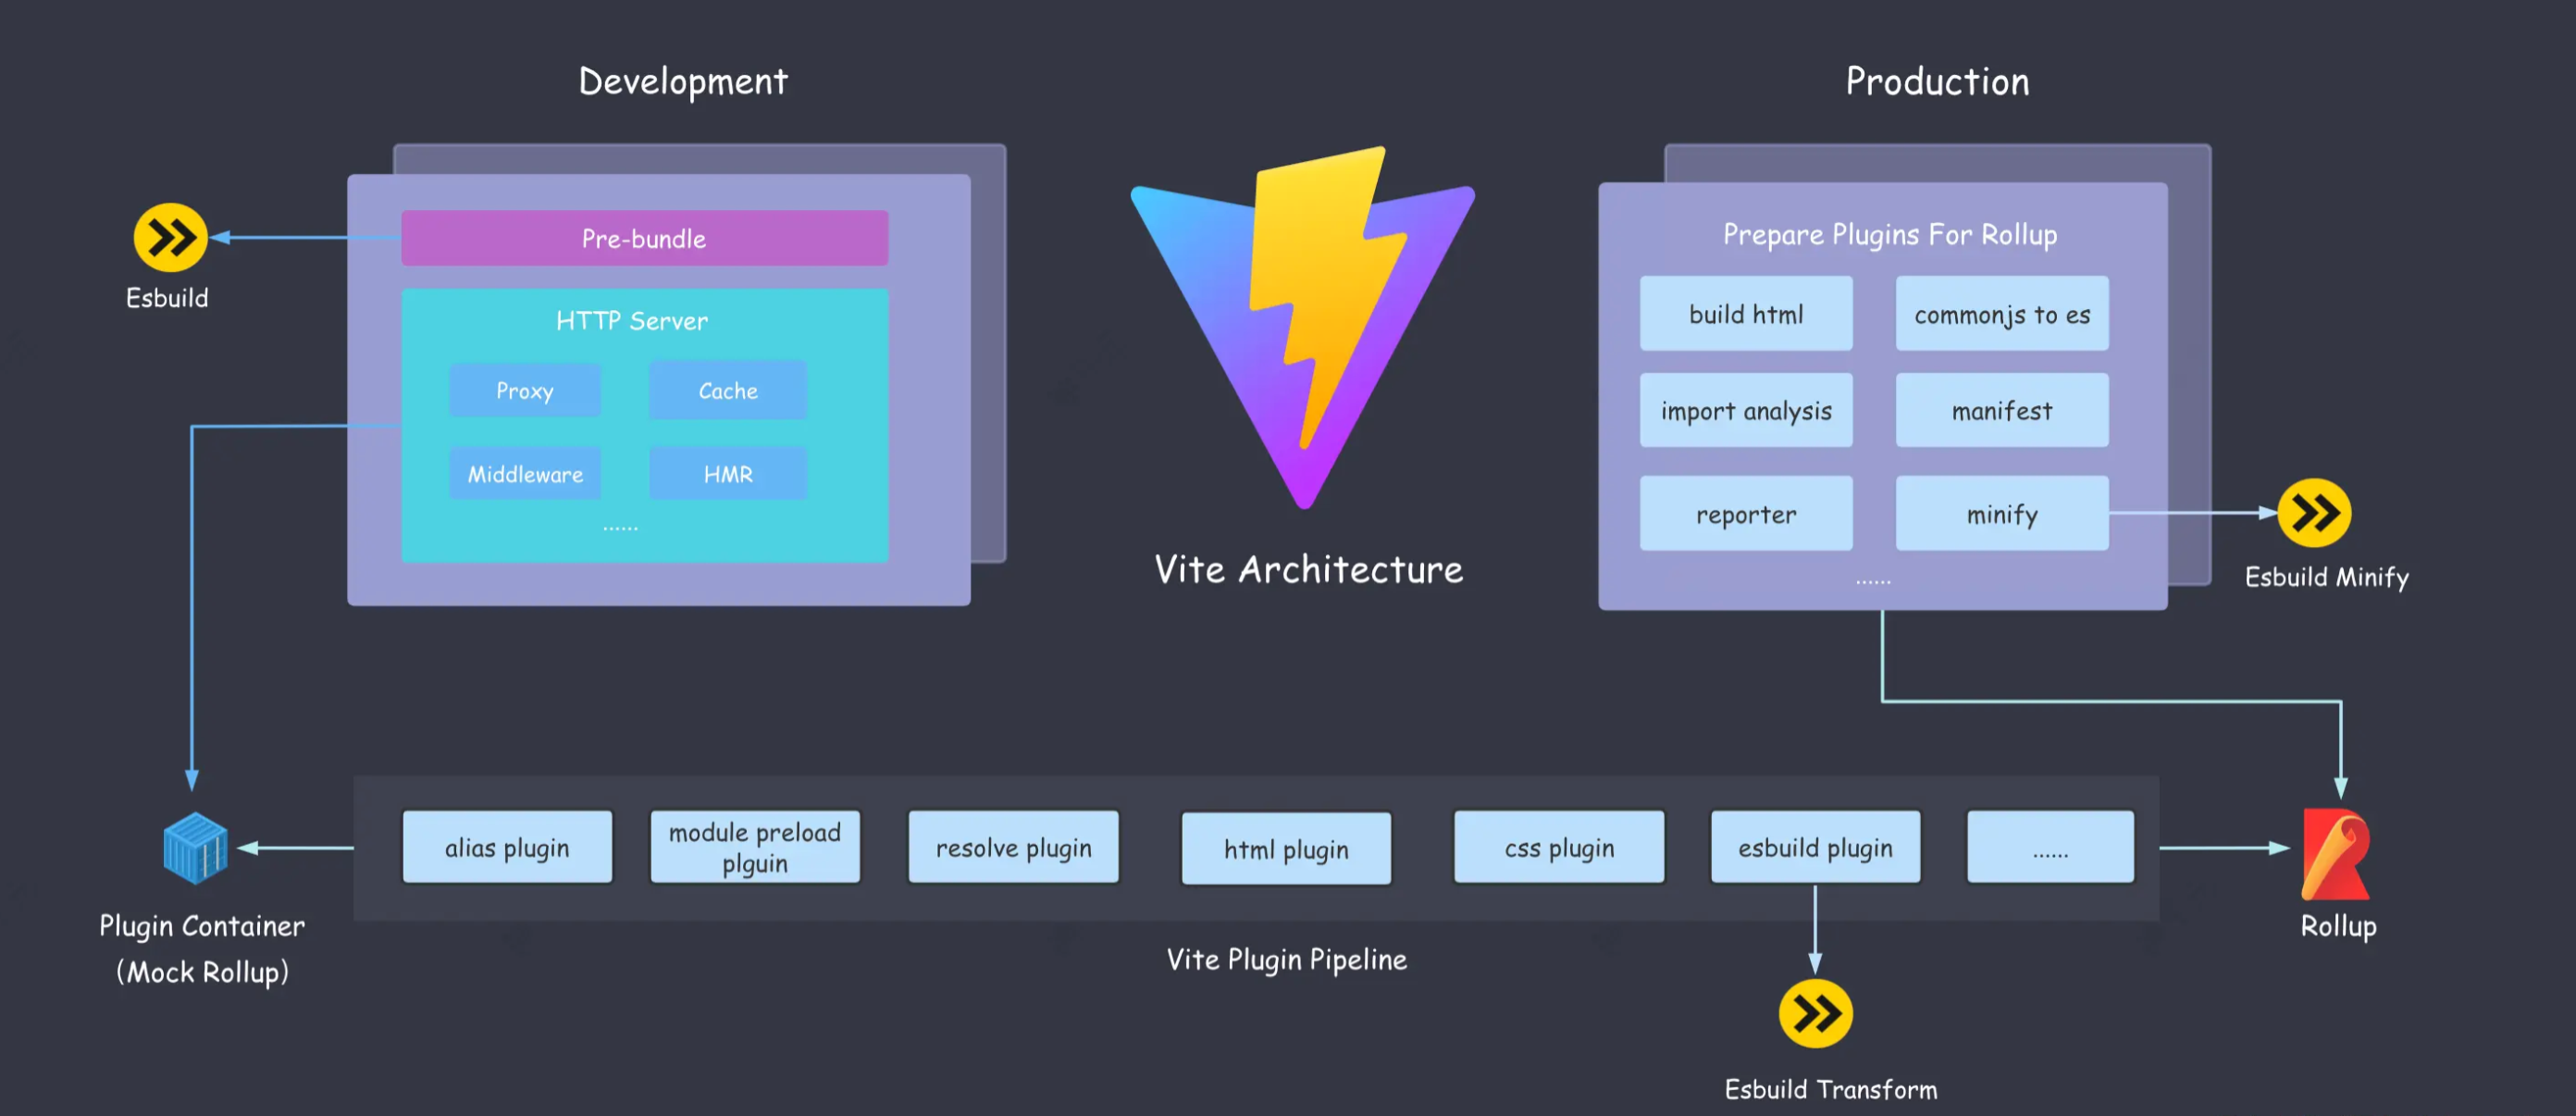 Development
Production
Pre-bundle
Esbuild
HTTP Server
Proxy
Cache
Middleware
HMR
......
Vite Architecture
Prepare Plugins For Rollup
build html
commonjs to es
import analysis
manifest
reporter
minify
......
Esbuild Minify
alias plugin
module preload
plguin
resolve plugin
html plugin
css plugin
esbuild plugin
......
Plugin Container
(Mock Rollup)
Vite Plugin Pipeline
Rollup
Esbuild Transform